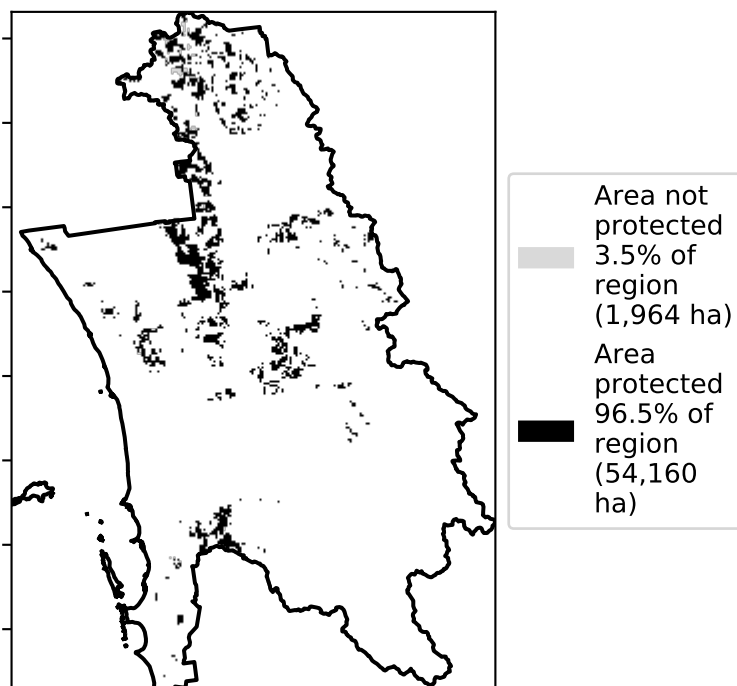 Area not
protected
3.5% of
region
(1,964 ha)
Area
protected
96.5% of
region
(54,160
ha)